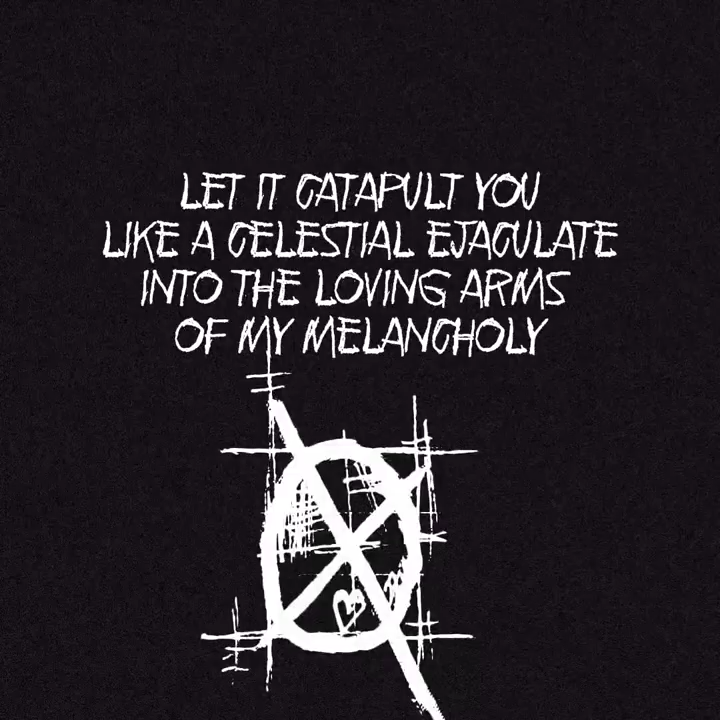 LET IT CATAPULT YOU
LIKE A CELESTIAL EJACULATE
INTO THE LOVING ARMS
OF MY MELANCHOLY